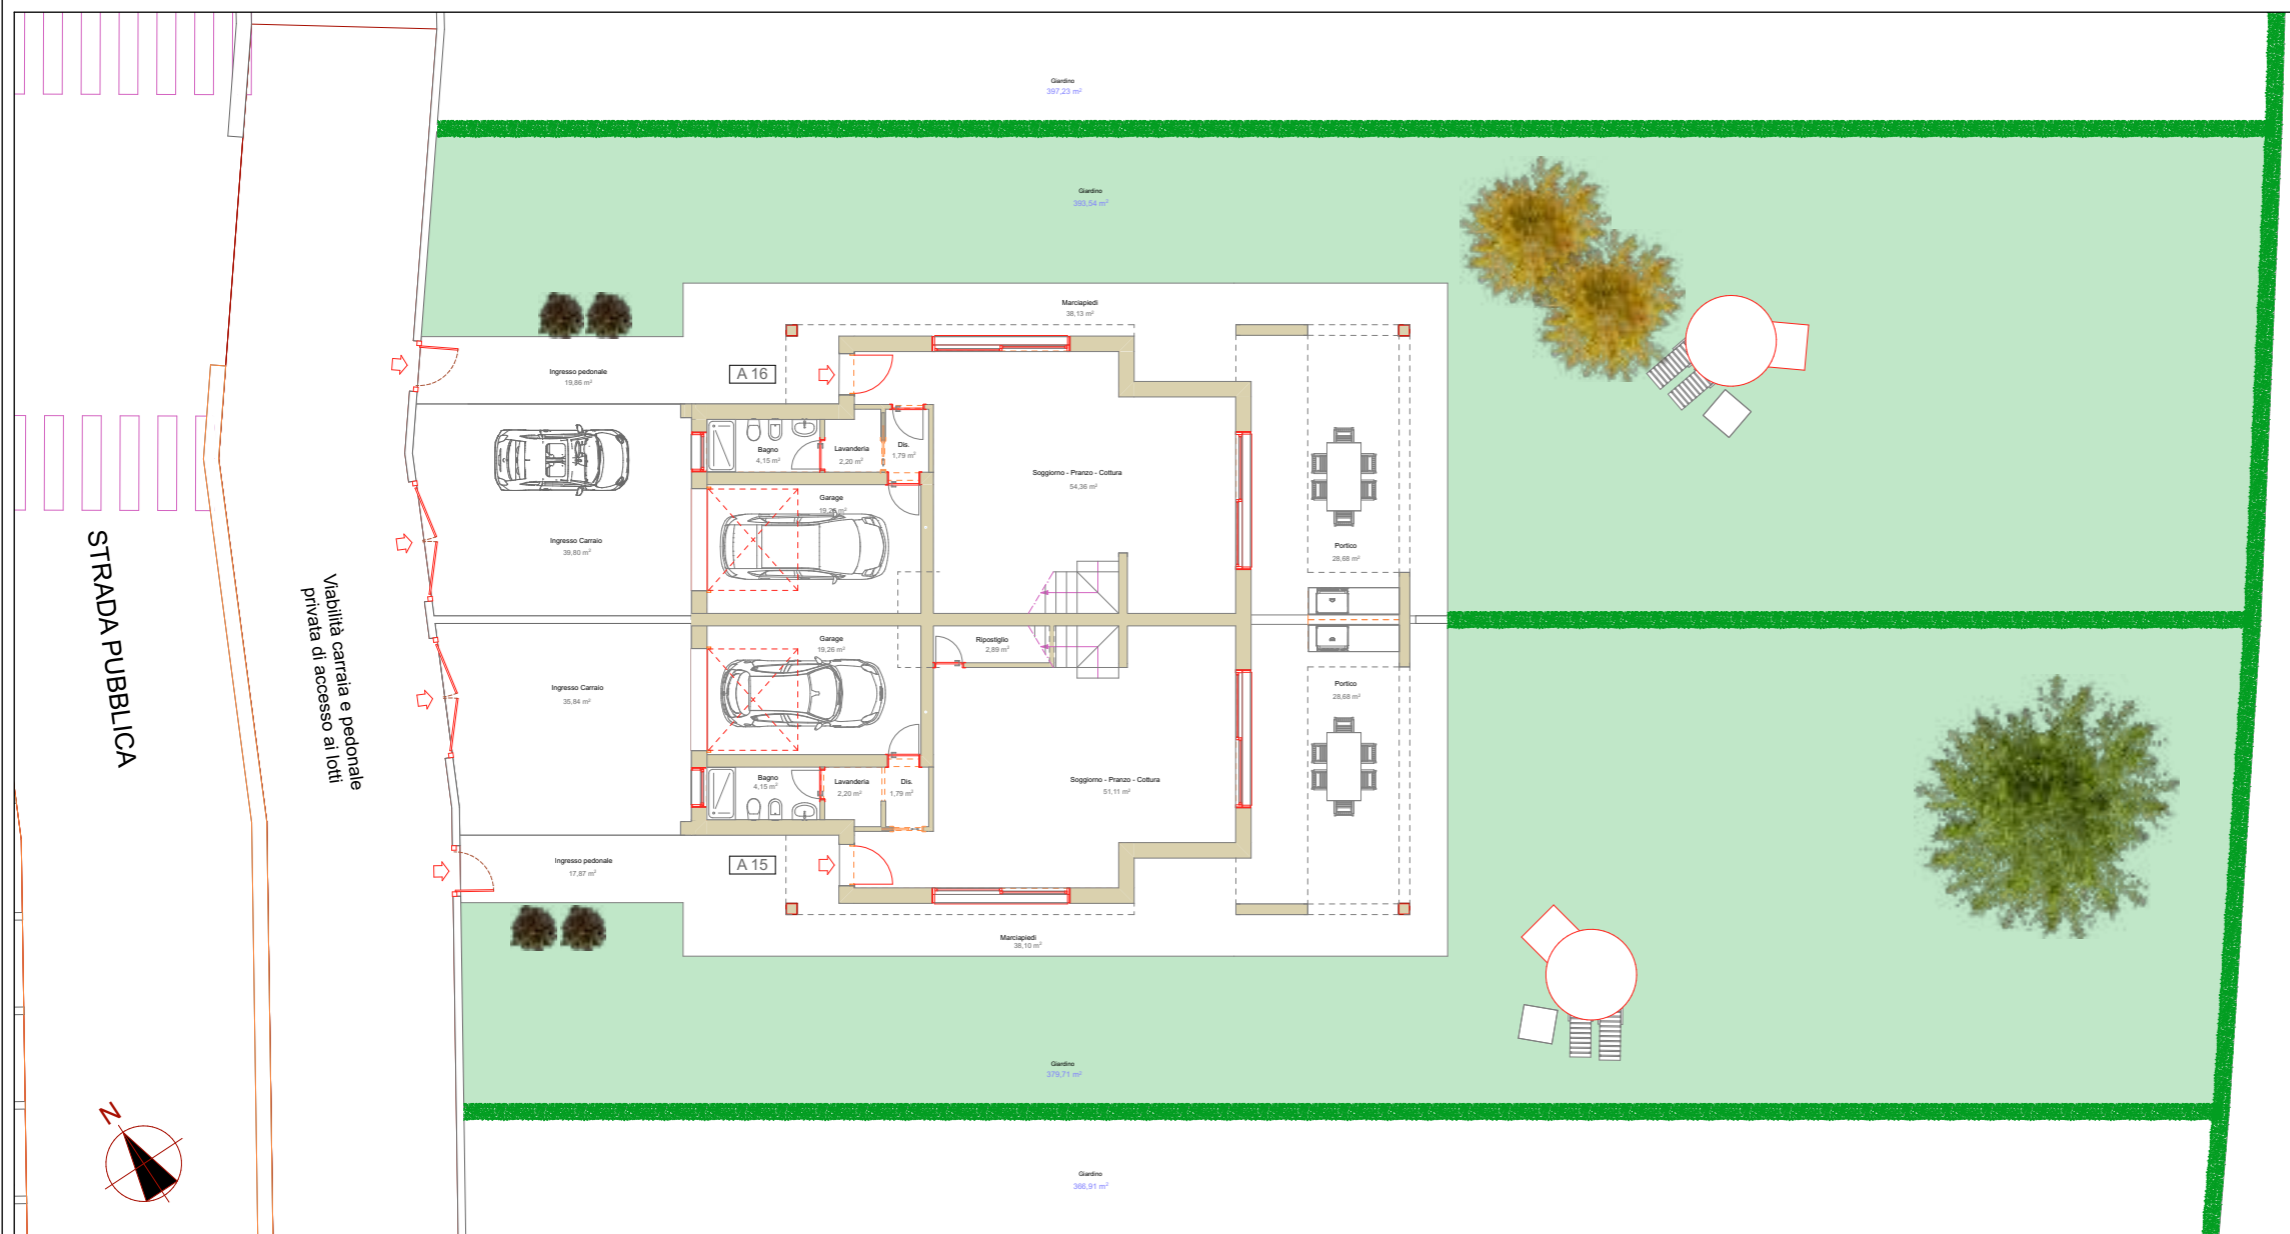 Giardino
397,23 m²
Giardino
393,54 m²
Marciapiedi
38,13 m²
Ingresso pedonale
19,86 m²
A 16
Bagno
4,15 m²
Lavanderia
2,20 m²
Dis.
1,79 m²
Soggiorno - Pranzo - Cottura
54,36 m²
Garage
19,26 m²
Ingresso Carraio
39,80 m²
Portico
28,68 m²
STRADA PUBBLICA
Viabilità carraia e pedonale
privata di accesso ai lotti
Garage
19,26 m²
Ripostiglio
2,89 m²
Ingresso Carraio
35,84 m²
Portico
28,68 m²
Bagno
4,15 m²
Lavanderia
2,20 m²
Dis.
1,79 m²
Soggiorno - Pranzo - Cottura
51,11 m²
Ingresso pedonale
17,87 m²
A 15
Marciapiedi
38,10 m²
Giardino
379,71 m²
N
Giardino
366,91 m²